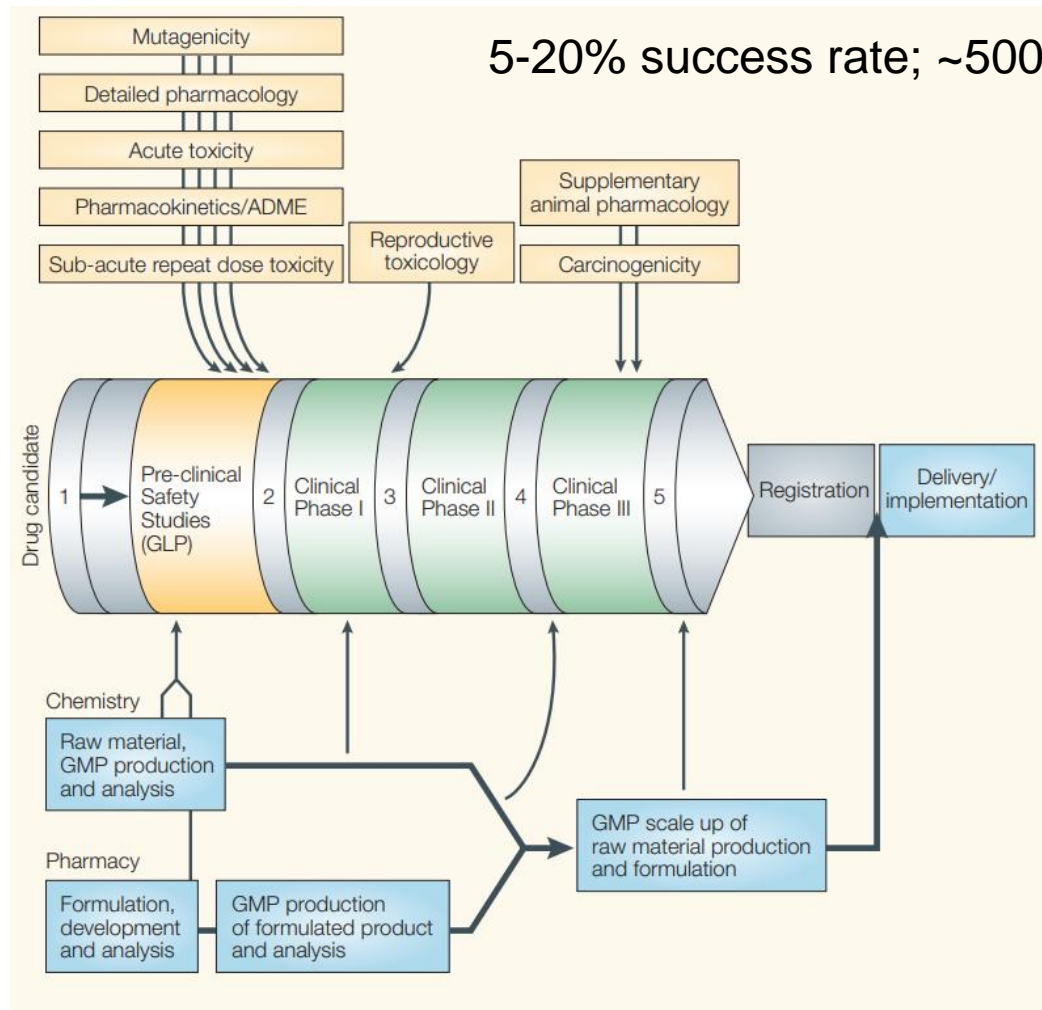 5-20% success rate; ~500
Mutagenicity
Detailed pharmacology
Acute toxicity
Pharmacokinetics/ADME
Sub-acute repeat dose toxicity
Reproductive
toxicology
Supplementary
animal pharmacology
Carcinogenicity
Drug candidate
1
Pre-clinical
Safety
Studies
(GLP)
2
Clinical
Phase I
3
Clinical
Phase II
4
Clinical
Phase III
5
Registration
Delivery/
implementation
Chemistry
Raw material,
GMP production
and analysis
Pharmacy
Formulation,
development
and analysis
GMP production
of formulated product
and analysis
GMP scale up of
raw material production
and formulation